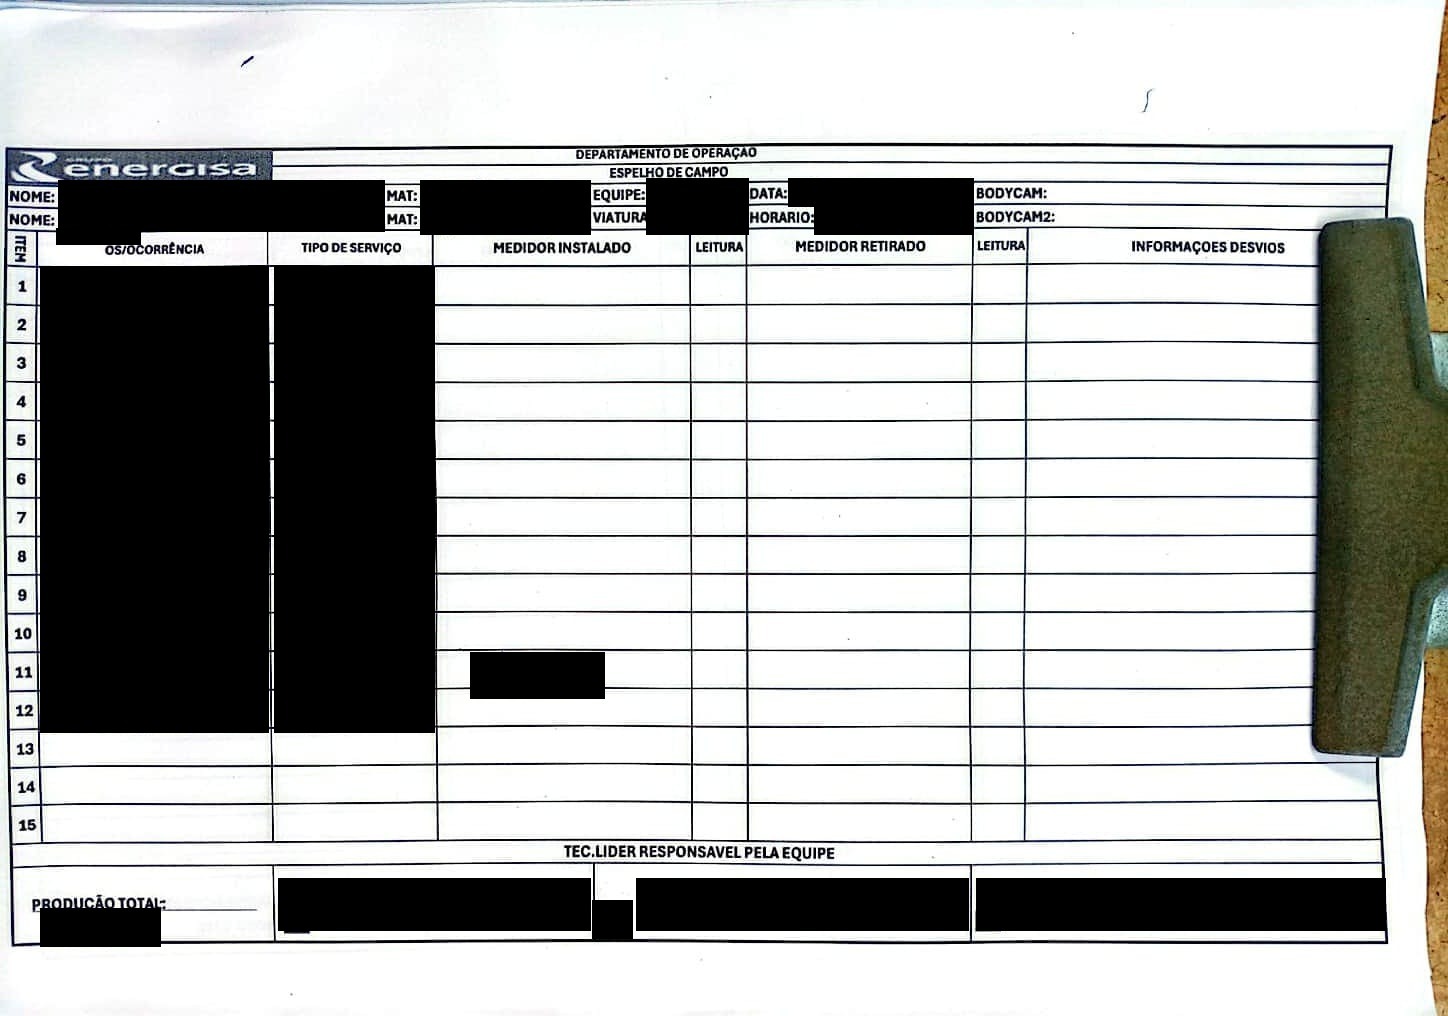 GRUPO
energisa
DEPARTAMENTO DE OPERAÇAO
ESPELHO DE CAMPO
NOME: MAT: EQUIPE: DATA: BODYCAM:
NOME: MAT: VIATURA HORARIO: BODYCAM2:
ITEM OS/OCORRÊNCIA TIPO DE SERVIÇO MEDIDOR INSTALADO LEITURA MEDIDOR RETIRADO LEITURA INFORMAÇOES DESVIOS
1
2
3
4
5
6
7
8
9
10
11
12
13
14
15
TEC.LIDER RESPONSAVEL PELA EQUIPE
PRODUÇÃO TOTAL: